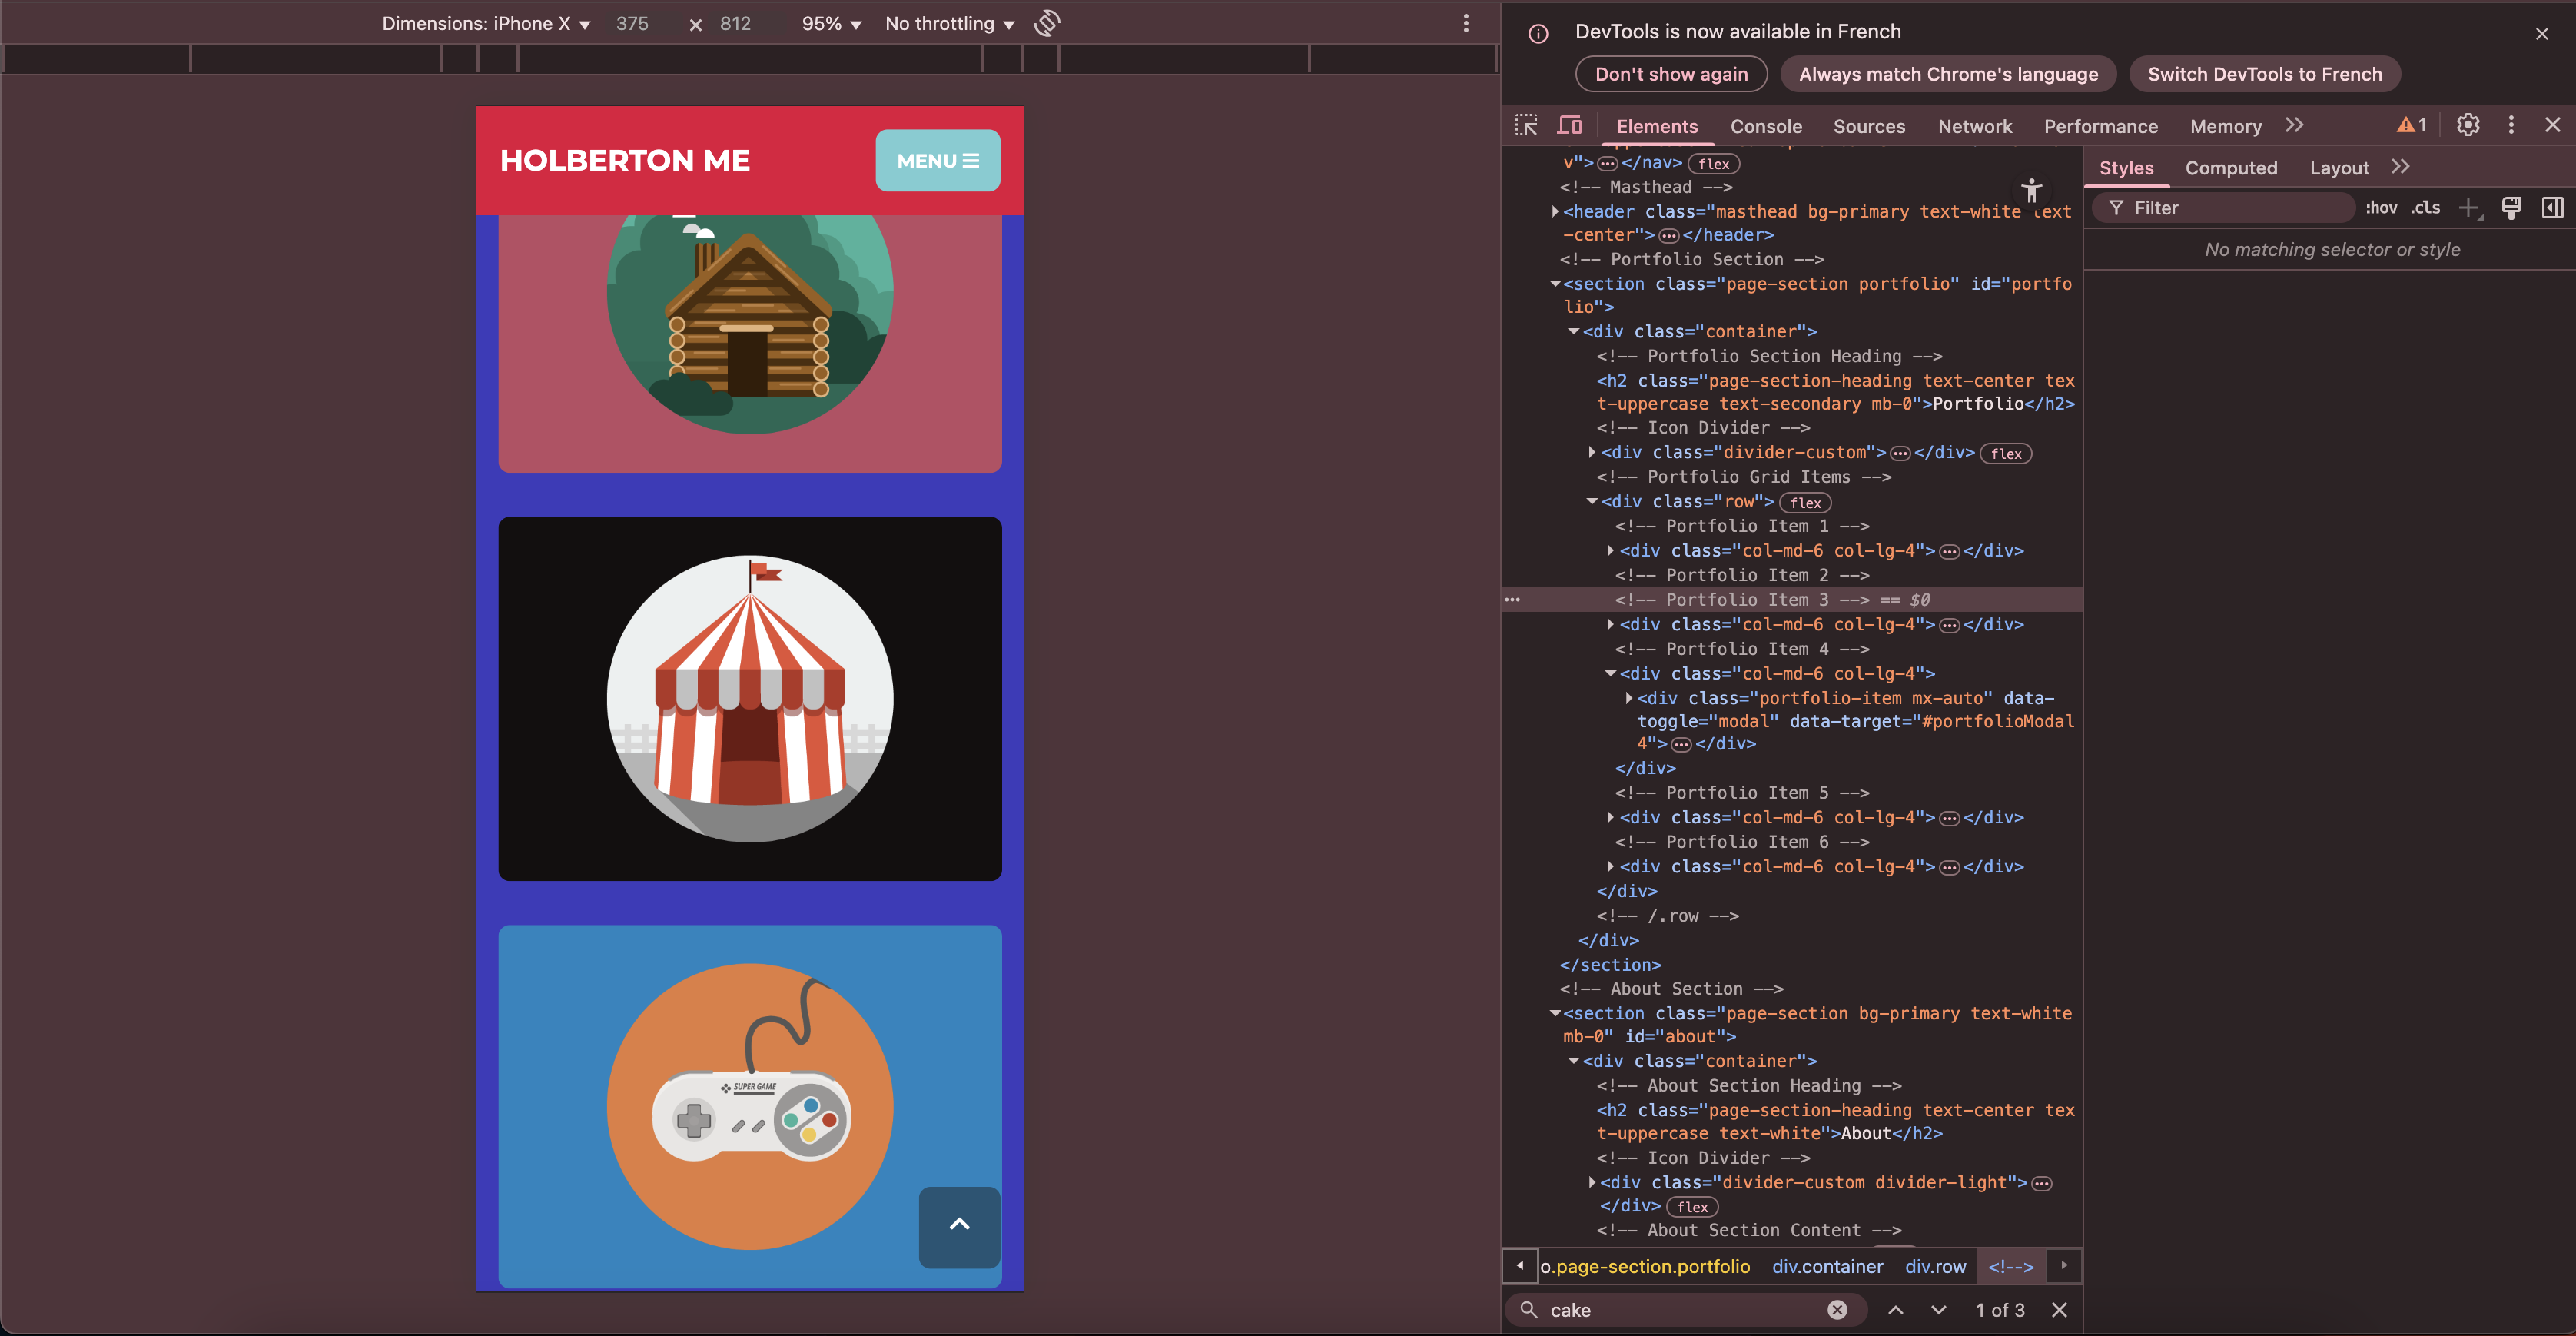 Dimensions: iPhone X ▼ 375 × 812 95% ▼ No throttling ▼
HOLBERTON ME
MENU
SUPER GAME
DevTools is now available in French
Don't show again
Always match Chrome's language
Switch DevTools to French
Elements Console Sources Network Performance Memory 1
v">…</nav> flex
<!-- Masthead -->
<header class="masthead bg-primary text-white text
-center">…</header>
<!-- Portfolio Section -->
<section class="page-section portfolio" id="portfo
lio">
<div class="container">
<!-- Portfolio Section Heading -->
<h2 class="page-section-heading text-center tex
t-uppercase text-secondary mb-0">Portfolio</h2>
<!-- Icon Divider -->
<div class="divider-custom">…</div> flex
<!-- Portfolio Grid Items -->
<div class="row"> flex
<!-- Portfolio Item 1 -->
<div class="col-md-6 col-lg-4">…</div>
<!-- Portfolio Item 2 -->
<!-- Portfolio Item 3 --> == $0
<div class="col-md-6 col-lg-4">…</div>
<!-- Portfolio Item 4 -->
<div class="col-md-6 col-lg-4">
<div class="portfolio-item mx-auto" data-
toggle="modal" data-target="#portfolioModal
4">…</div>
</div>
<!-- Portfolio Item 5 -->
<div class="col-md-6 col-lg-4">…</div>
<!-- Portfolio Item 6 -->
<div class="col-md-6 col-lg-4">…</div>
</div>
<!-- /.row -->
</div>
</section>
<!-- About Section -->
<section class="page-section bg-primary text-white
mb-0" id="about">
<div class="container">
<!-- About Section Heading -->
<h2 class="page-section-heading text-center tex
t-uppercase text-white">About</h2>
<!-- Icon Divider -->
<div class="divider-custom divider-light">…
</div> flex
<!-- About Section Content -->
io.page-section.portfolio div.container div.row <!-->
cake 1 of 3
Styles Computed Layout
Filter :hov .cls
No matching selector or style